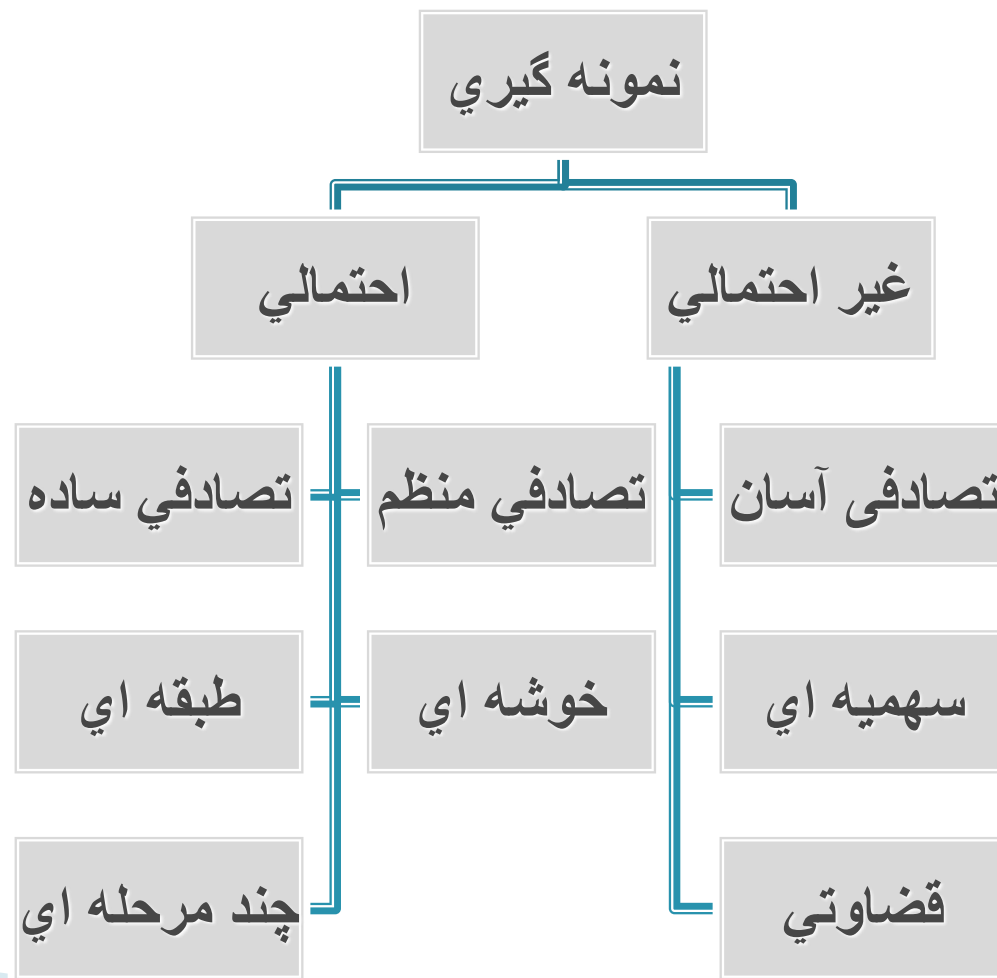 نمونه گيري
غير احتمالي
احتمالي
تصادفی آسان
تصادفي منظم
تصادفي ساده
سهميه اي
خوشه اي
طبقه اي
قضاوتي
چند مرحله اي